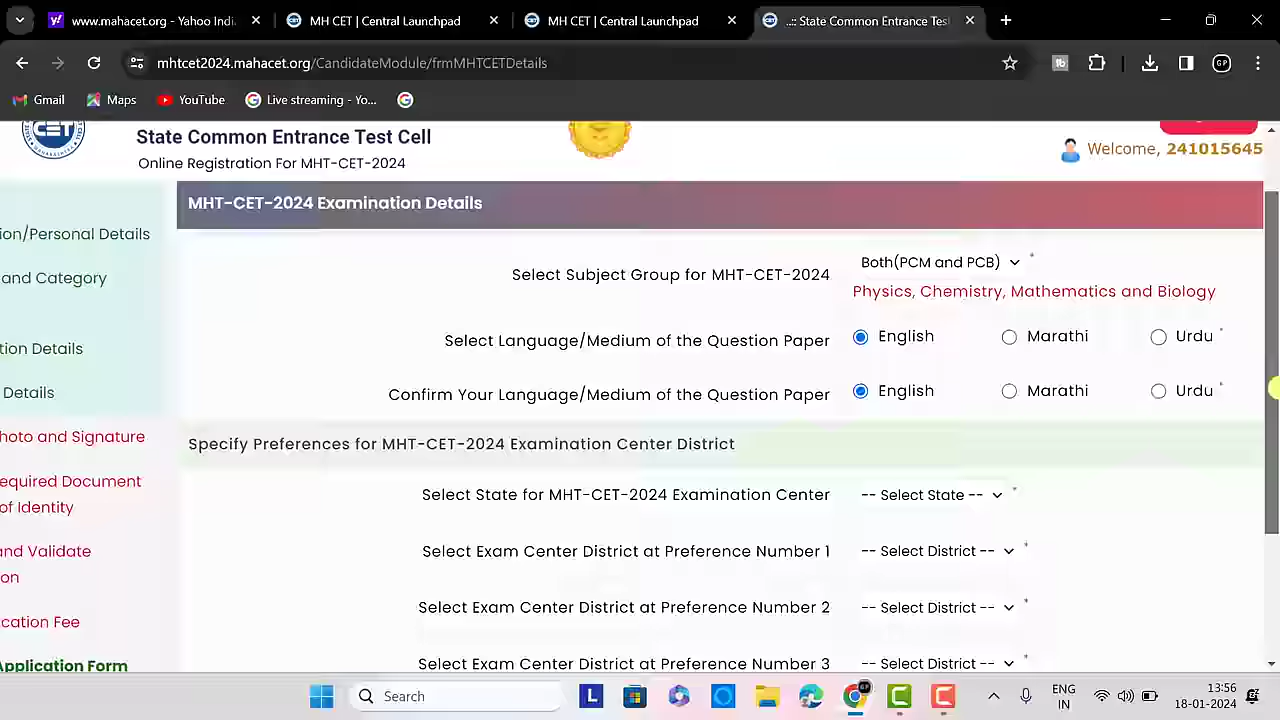 www.mahacet.org - Yahoo Indi
MH CET | Central Launchpad
MH CET | Central Launchpad
..:: State Common Entrance Test
mhtcet2024.mahacet.org/CandidateModule/frmMHTCETDetails
Gmail
Maps
YouTube
Live streaming - Yo...
CET
State Common Entrance Test Cell
Online Registration For MHT-CET-2024
Welcome, 241015645
ion/Personal Details
and Category
tion Details
Details
hoto and Signature
equired Document
of Identity
and Validate
on
cation Fee
Application Form
MHT-CET-2024 Examination Details
Select Subject Group for MHT-CET-2024
Both(PCM and PCB) *
Physics, Chemistry, Mathematics and Biology
Select Language/Medium of the Question Paper
English Marathi Urdu *
Confirm Your Language/Medium of the Question Paper
English Marathi Urdu *
Specify Preferences for MHT-CET-2024 Examination Center District
Select State for MHT-CET-2024 Examination Center
-- Select State -- *
Select Exam Center District at Preference Number 1
-- Select District -- *
Select Exam Center District at Preference Number 2
-- Select District -- *
Select Exam Center District at Preference Number 3
-- Select District -- *
Search
ENG
IN
13:56
18-01-2024